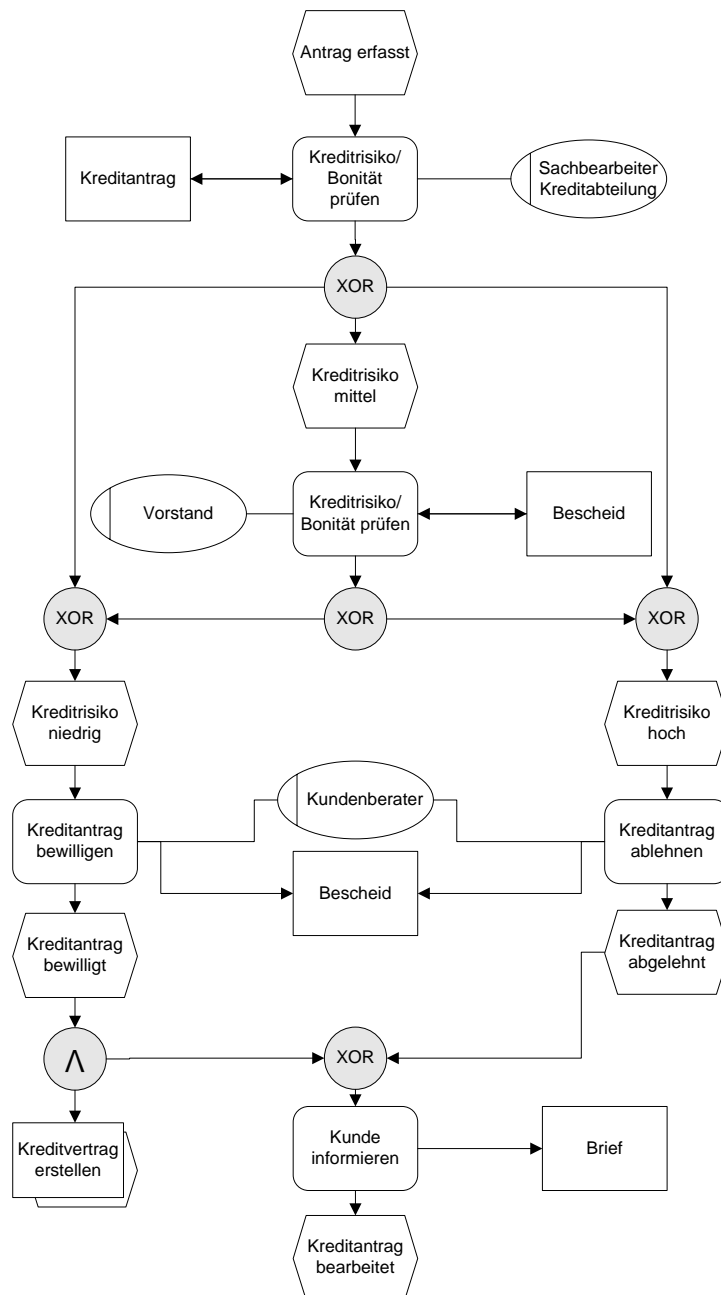 Antrag erfasst
Kreditantrag
Kreditrisiko/
Bonität
prüfen
Sachbearbeiter
Kreditabteilung
XOR
Kreditrisiko
mittel
Vorstand
Kreditrisiko/
Bonität prüfen
Bescheid
XOR
XOR
XOR
Kreditrisiko
niedrig
Kreditrisiko
hoch
Kundenberater
Kreditantrag
bewilligen
Kreditantrag
ablehnen
Bescheid
Kreditantrag
bewilligt
Kreditantrag
abgelehnt
Λ
XOR
Kreditvertrag
erstellen
Kunde
informieren
Brief
Kreditantrag
bearbeitet